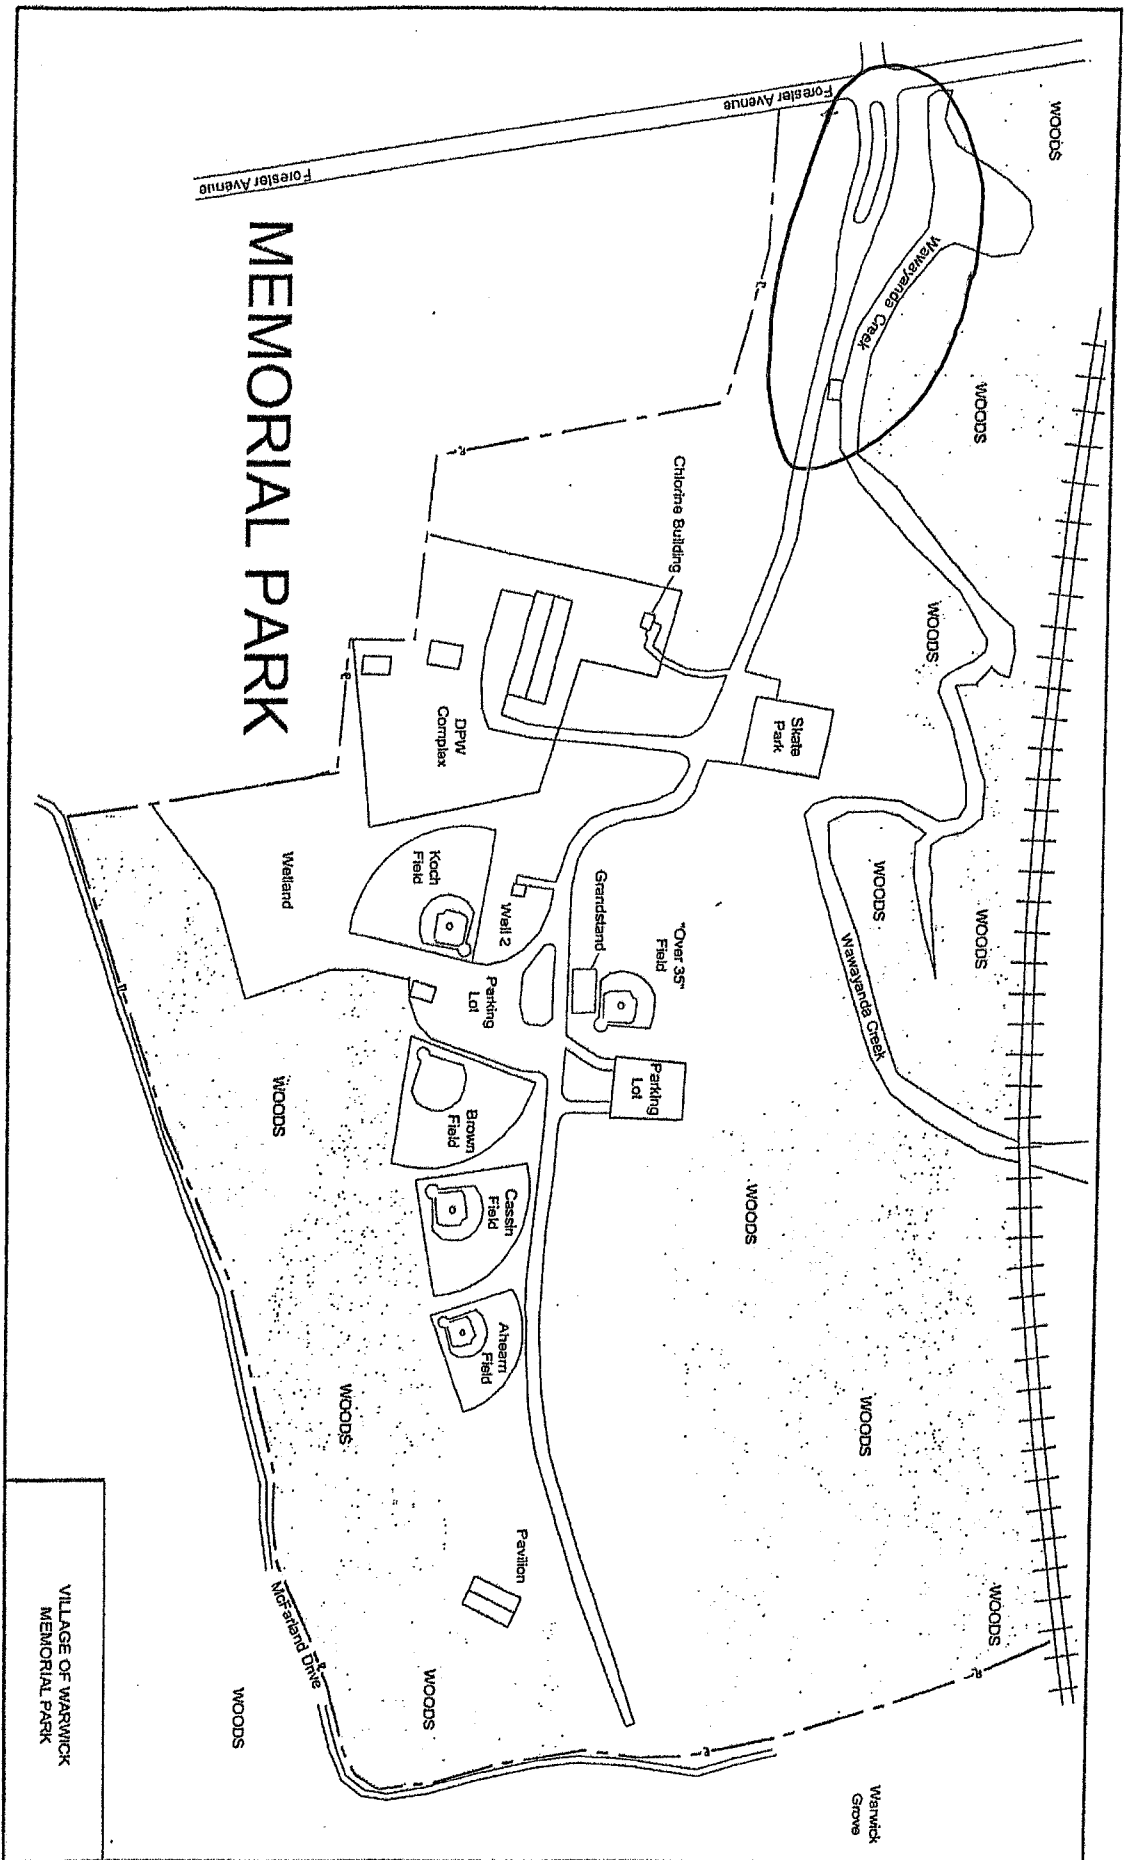 WOODS
WOODS
WOODS
WOODS
WOODS
WOODS
WOODS
WOODS
Warwick
Grove
Wawayanda Creek
Wawayanda Creek
Forester Avenue
Forester Avenue
Skate
Park
Chlorine Building
"Over 35"
Field
Grandstand
Parking
Lot
Well 2
Parking
Lot
DPW
Complex
Koch
Field
Brown
Field
Cassin
Field
Ahearn
Field
Pavilion
Wetland
WOODS
WOODS
WOODS
WOODS
McFarland Drive
MEMORIAL PARK
VILLAGE OF WARWICK
MEMORIAL PARK